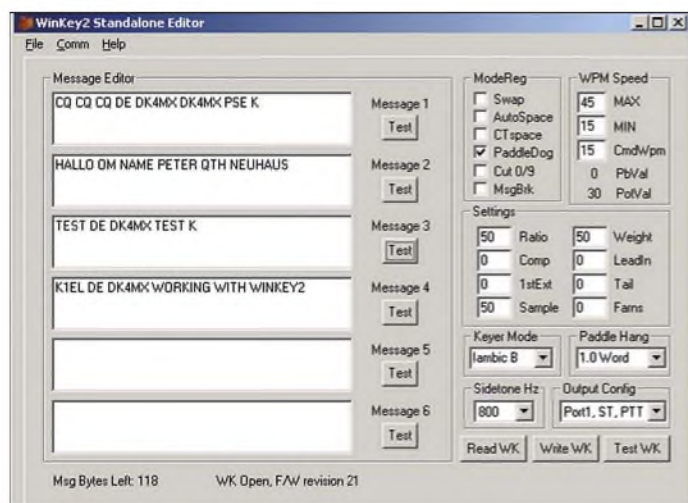 WinKey2 Standalone Editor
File Comm Help
Message Editor
CQ CQ CQ DE DK4MX DK4MX PSE K
Message 1
Test
HALLO OM NAME PETER QTH NEUHAUS
Message 2
Test
TEST DE DK4MX TEST K
Message 3
Test
K1EL DE DK4MX WORKING WITH WINKEY2
Message 4
Test
Message 5
Test
Message 6
Test
Msg Bytes Left: 118
WK Open, F/W revision 21
ModeReg
Swap
AutoSpace
CTspace
PaddleDog
Cut 0/9
MsgBrk
WPM Speed
45 MAX
15 MIN
15 CmdWpm
0 PbVal
30 PotVal
Settings
50 Ratio 50 Weight
0 Comp 0 LeadIn
0 1stExt 0 Tail
50 Sample 0 Farns
Keyer Mode
Iambic B
Paddle Hang
1.0 Word
Sidetone Hz
800
Output Config
Port1, ST, PTT
Read WK Write WK Test WK